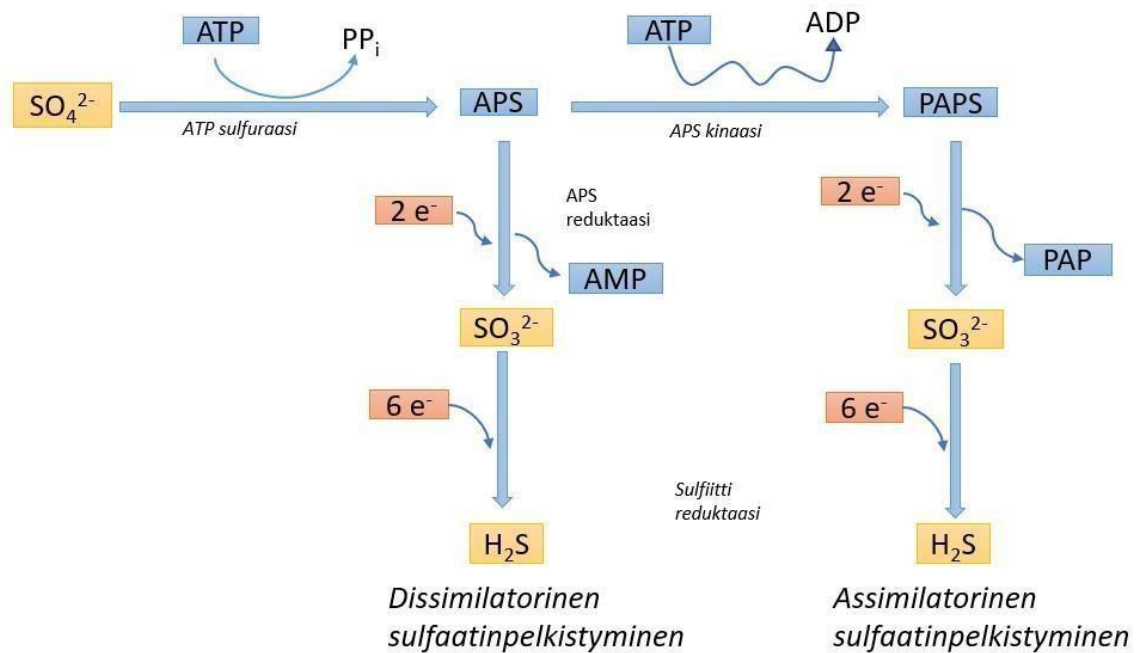 ATP
PPᵢ
ATP
ADP
SO₄²⁻
APS
PAPS
ATP sulfuraasi
APS kinaasi
2 e⁻
APS
reduktaasi
AMP
2 e⁻
PAP
SO₃²⁻
SO₃²⁻
6 e⁻
6 e⁻
Sulfiitti
reduktaasi
H₂S
H₂S
Dissimilatorinen
sulfaatinpelkistyminen
Assimilatorinen
sulfaatinpelkistyminen